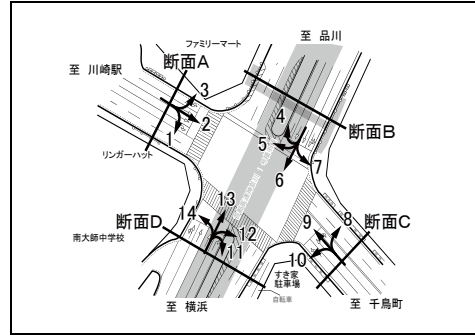 ファミリーマート
至 品川
断面A
至 川崎駅
3
2
1
リンガーハット
断面B
4
5
6
7
断面D
14
13
12
11
南大師中学校
断面C
9
8
10
すき家
駐車場
自転車
至 横浜
至 千鳥町